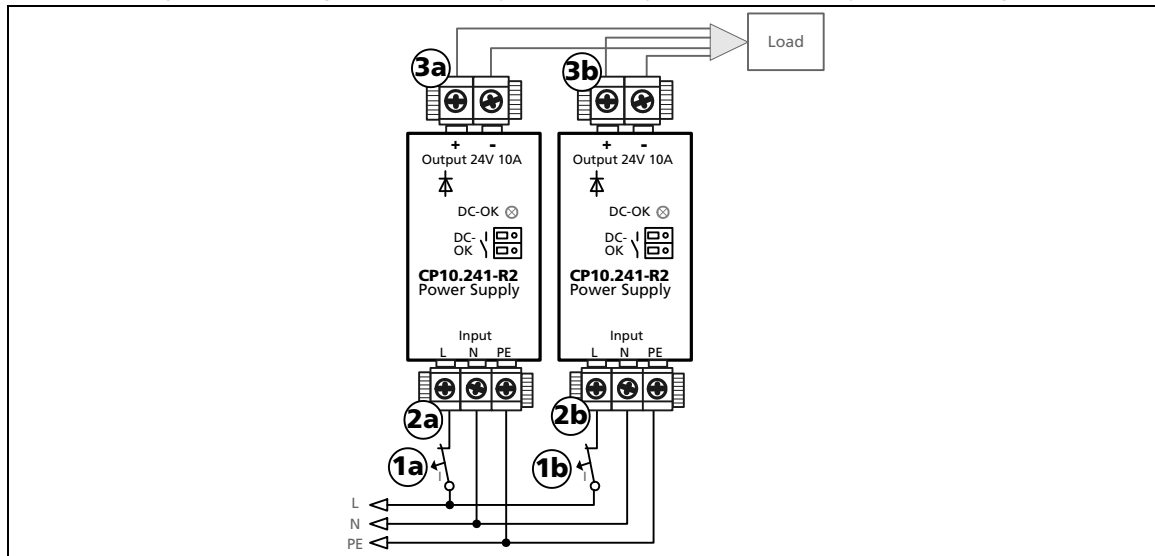 Load
3a
3b
+ -
Output 24V 10A
DC-OK
DC-
OK
CP10.241-R2
Power Supply
Input
L N PE
+ -
Output 24V 10A
DC-OK
DC-
OK
CP10.241-R2
Power Supply
Input
L N PE
2a
2b
1a
I
1b
I
L
N
PE